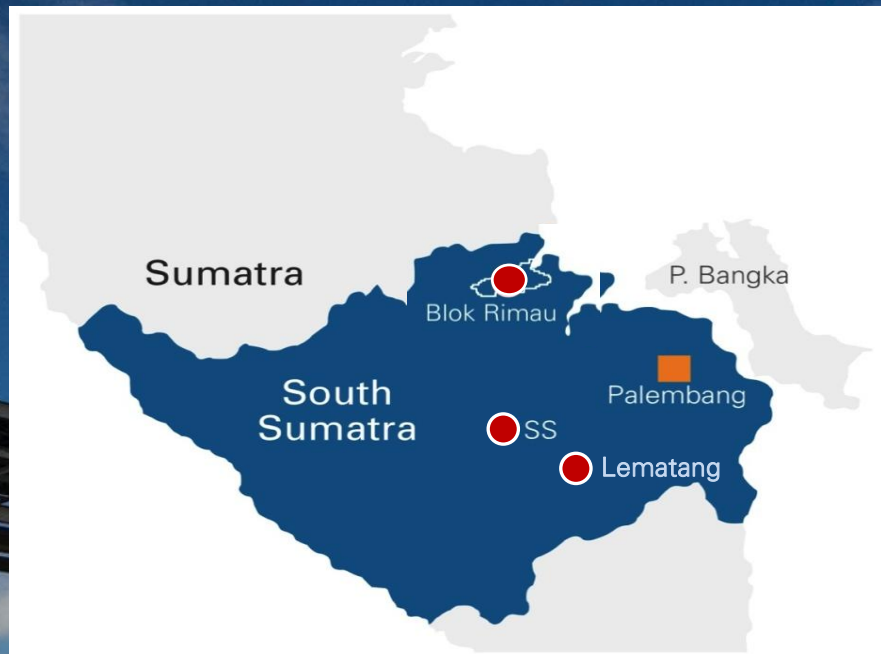 Sumatra
P. Bangka
Blok Rimau
Palembang
South
Sumatra
SS
Lematang